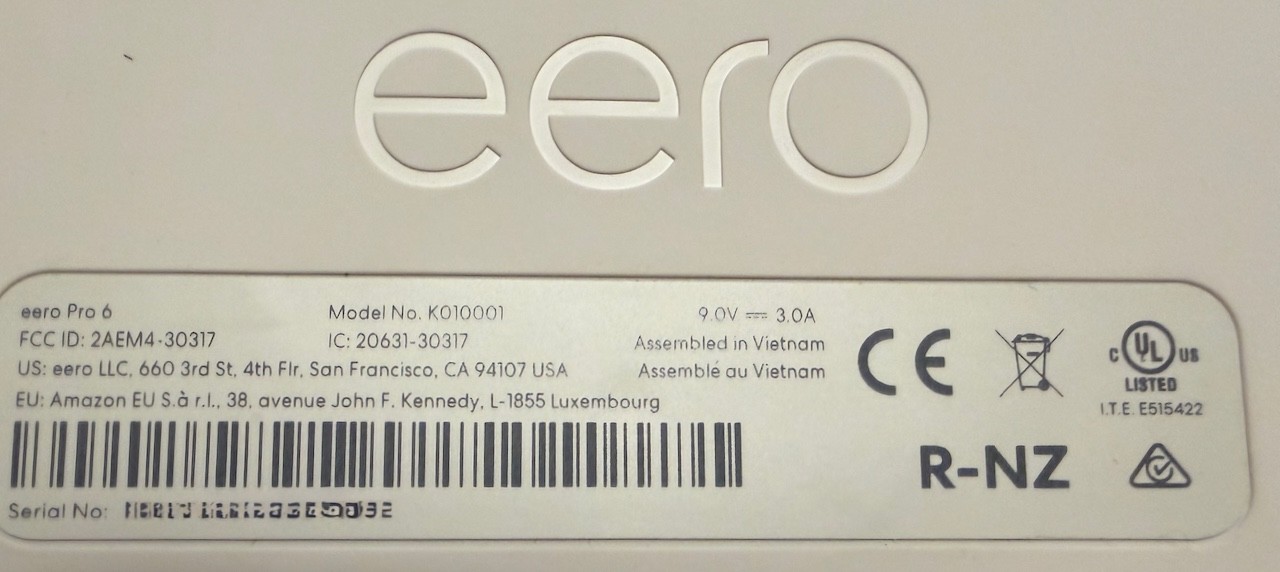 eero
eero Pro 6
Model No. K010001
9.0V ⎓ 3.0A
FCC ID: 2AEM4-30317
IC: 20631-30317
Assembled in Vietnam
US: eero LLC, 660 3rd St, 4th Flr, San Francisco, CA 94107 USA
Assemblé au Vietnam
EU: Amazon EU S.à r.l., 38, avenue John F. Kennedy, L-1855 Luxembourg
Serial No:
CE
C UL US
LISTED
I.T.E. E515422
R-NZ